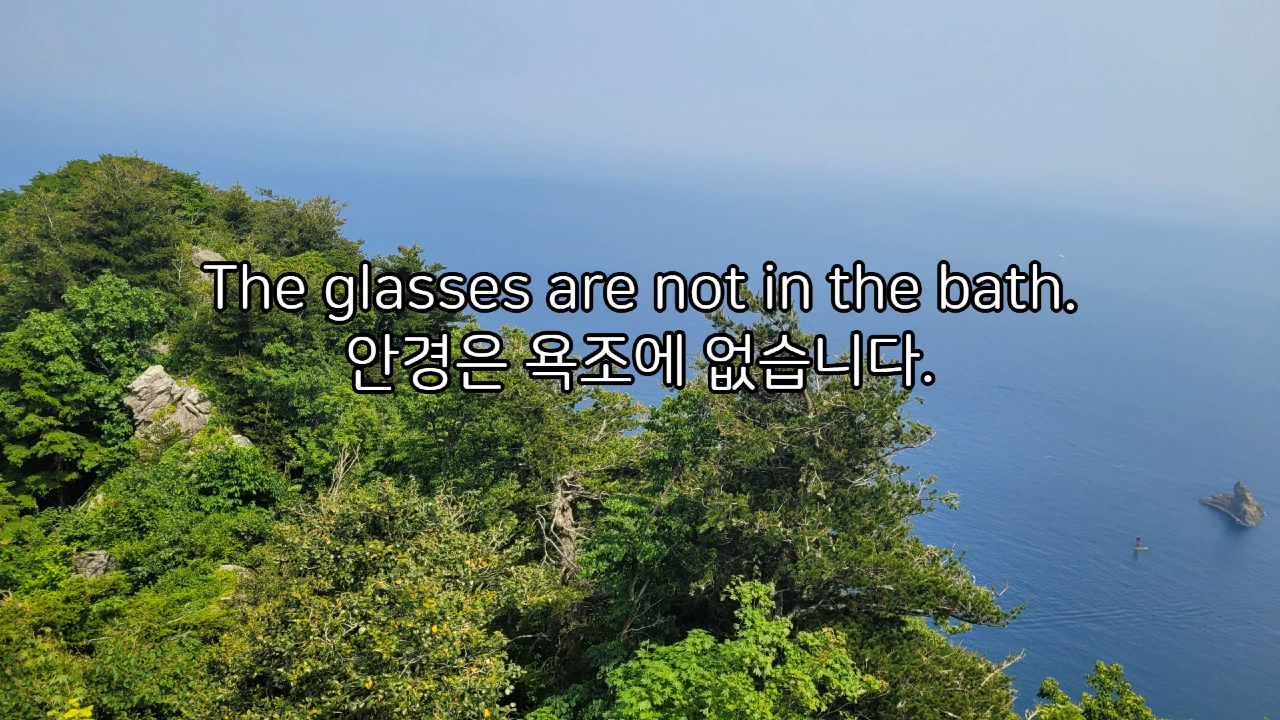 The glasses are not in the bath.
안경은 욕조에 없습니다.